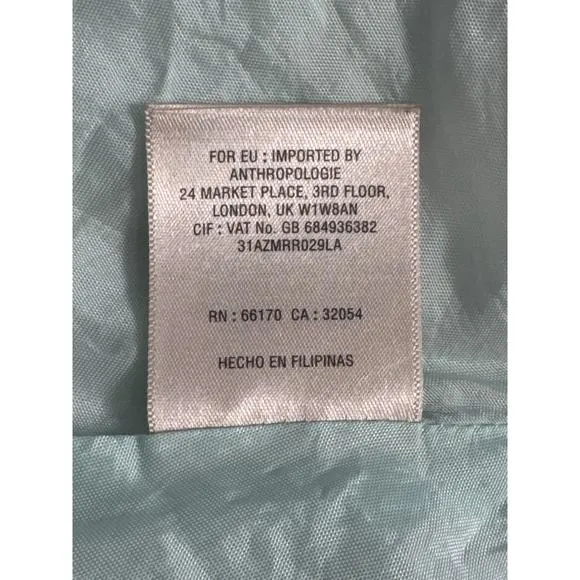 FOR EU : IMPORTED BY
ANTHROPOLOGIE
24 MARKET PLACE, 3RD FLOOR,
LONDON, UK W1W8AN
CIF : VAT No. GB 684936382
31AZMRR029LA
RN : 66170 CA : 32054
HECHO EN FILIPINAS